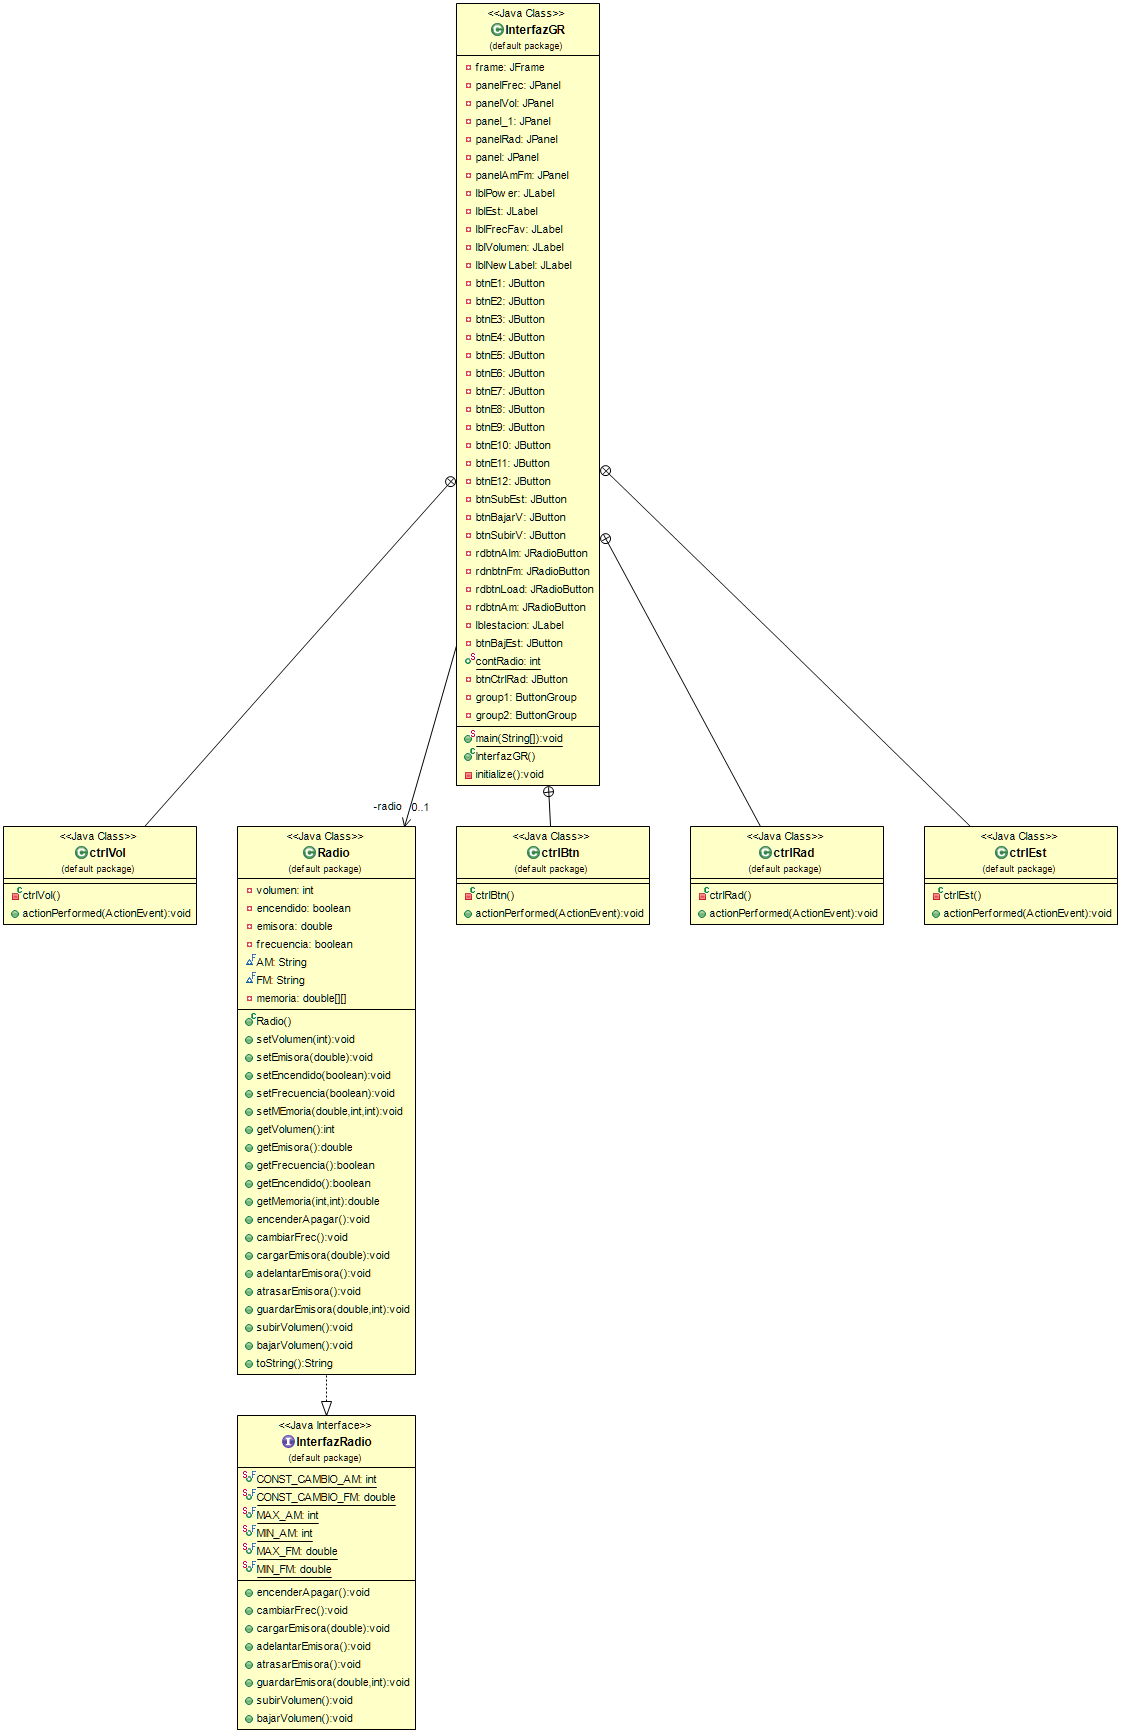 <<Java Class>>
InterfazGR
(default package)
frame: JFrame
panelFrec: JPanel
panelVol: JPanel
panel_1: JPanel
panelRad: JPanel
panel: JPanel
panelAmFm: JPanel
lblPower: JLabel
lblEst: JLabel
lblFrecFav: JLabel
lblVolumen: JLabel
lblNewLabel: JLabel
btnE1: JButton
btnE2: JButton
btnE3: JButton
btnE4: JButton
btnE5: JButton
btnE6: JButton
btnE7: JButton
btnE8: JButton
btnE9: JButton
btnE10: JButton
btnE11: JButton
btnE12: JButton
btnSubEst: JButton
btnBajarV: JButton
btnSubirV: JButton
rdbtnAlm: JRadioButton
rdnbtnFm: JRadioButton
rdbtnLoad: JRadioButton
rdbtnAm: JRadioButton
lblestacion: JLabel
btnBajEst: JButton
contRadio: int
btnCtrlRad: JButton
group1: ButtonGroup
group2: ButtonGroup
main(String[]):void
InterfazGR()
initialize():void
-radio 0..1
<<Java Class>>
ctrlVol
(default package)
ctrlVol()
actionPerformed(ActionEvent):void
<<Java Class>>
Radio
(default package)
volumen: int
encendido: boolean
emisora: double
frecuencia: boolean
AM: String
FM: String
memoria: double[][]
Radio()
setVolumen(int):void
setEmisora(double):void
setEncendido(boolean):void
setFrecuencia(boolean):void
setMEmoria(double,int,int):void
getVolumen():int
getEmisora():double
getFrecuencia():boolean
getEncendido():boolean
getMemoria(int,int):double
encenderApagar():void
cambiarFrec():void
cargarEmisora(double):void
adelantarEmisora():void
atrasarEmisora():void
guardarEmisora(double,int):void
subirVolumen():void
bajarVolumen():void
toString():String
<<Java Class>>
ctrlBtn
(default package)
ctrlBtn()
actionPerformed(ActionEvent):void
<<Java Class>>
ctrlRad
(default package)
ctrlRad()
actionPerformed(ActionEvent):void
<<Java Class>>
ctrlEst
(default package)
ctrlEst()
actionPerformed(ActionEvent):void
<<Java Interface>>
InterfazRadio
(default package)
CONST_CAMBIO_AM: int
CONST_CAMBIO_FM: double
MAX_AM: int
MIN_AM: int
MAX_FM: double
MIN_FM: double
encenderApagar():void
cambiarFrec():void
cargarEmisora(double):void
adelantarEmisora():void
atrasarEmisora():void
guardarEmisora(double,int):void
subirVolumen():void
bajarVolumen():void